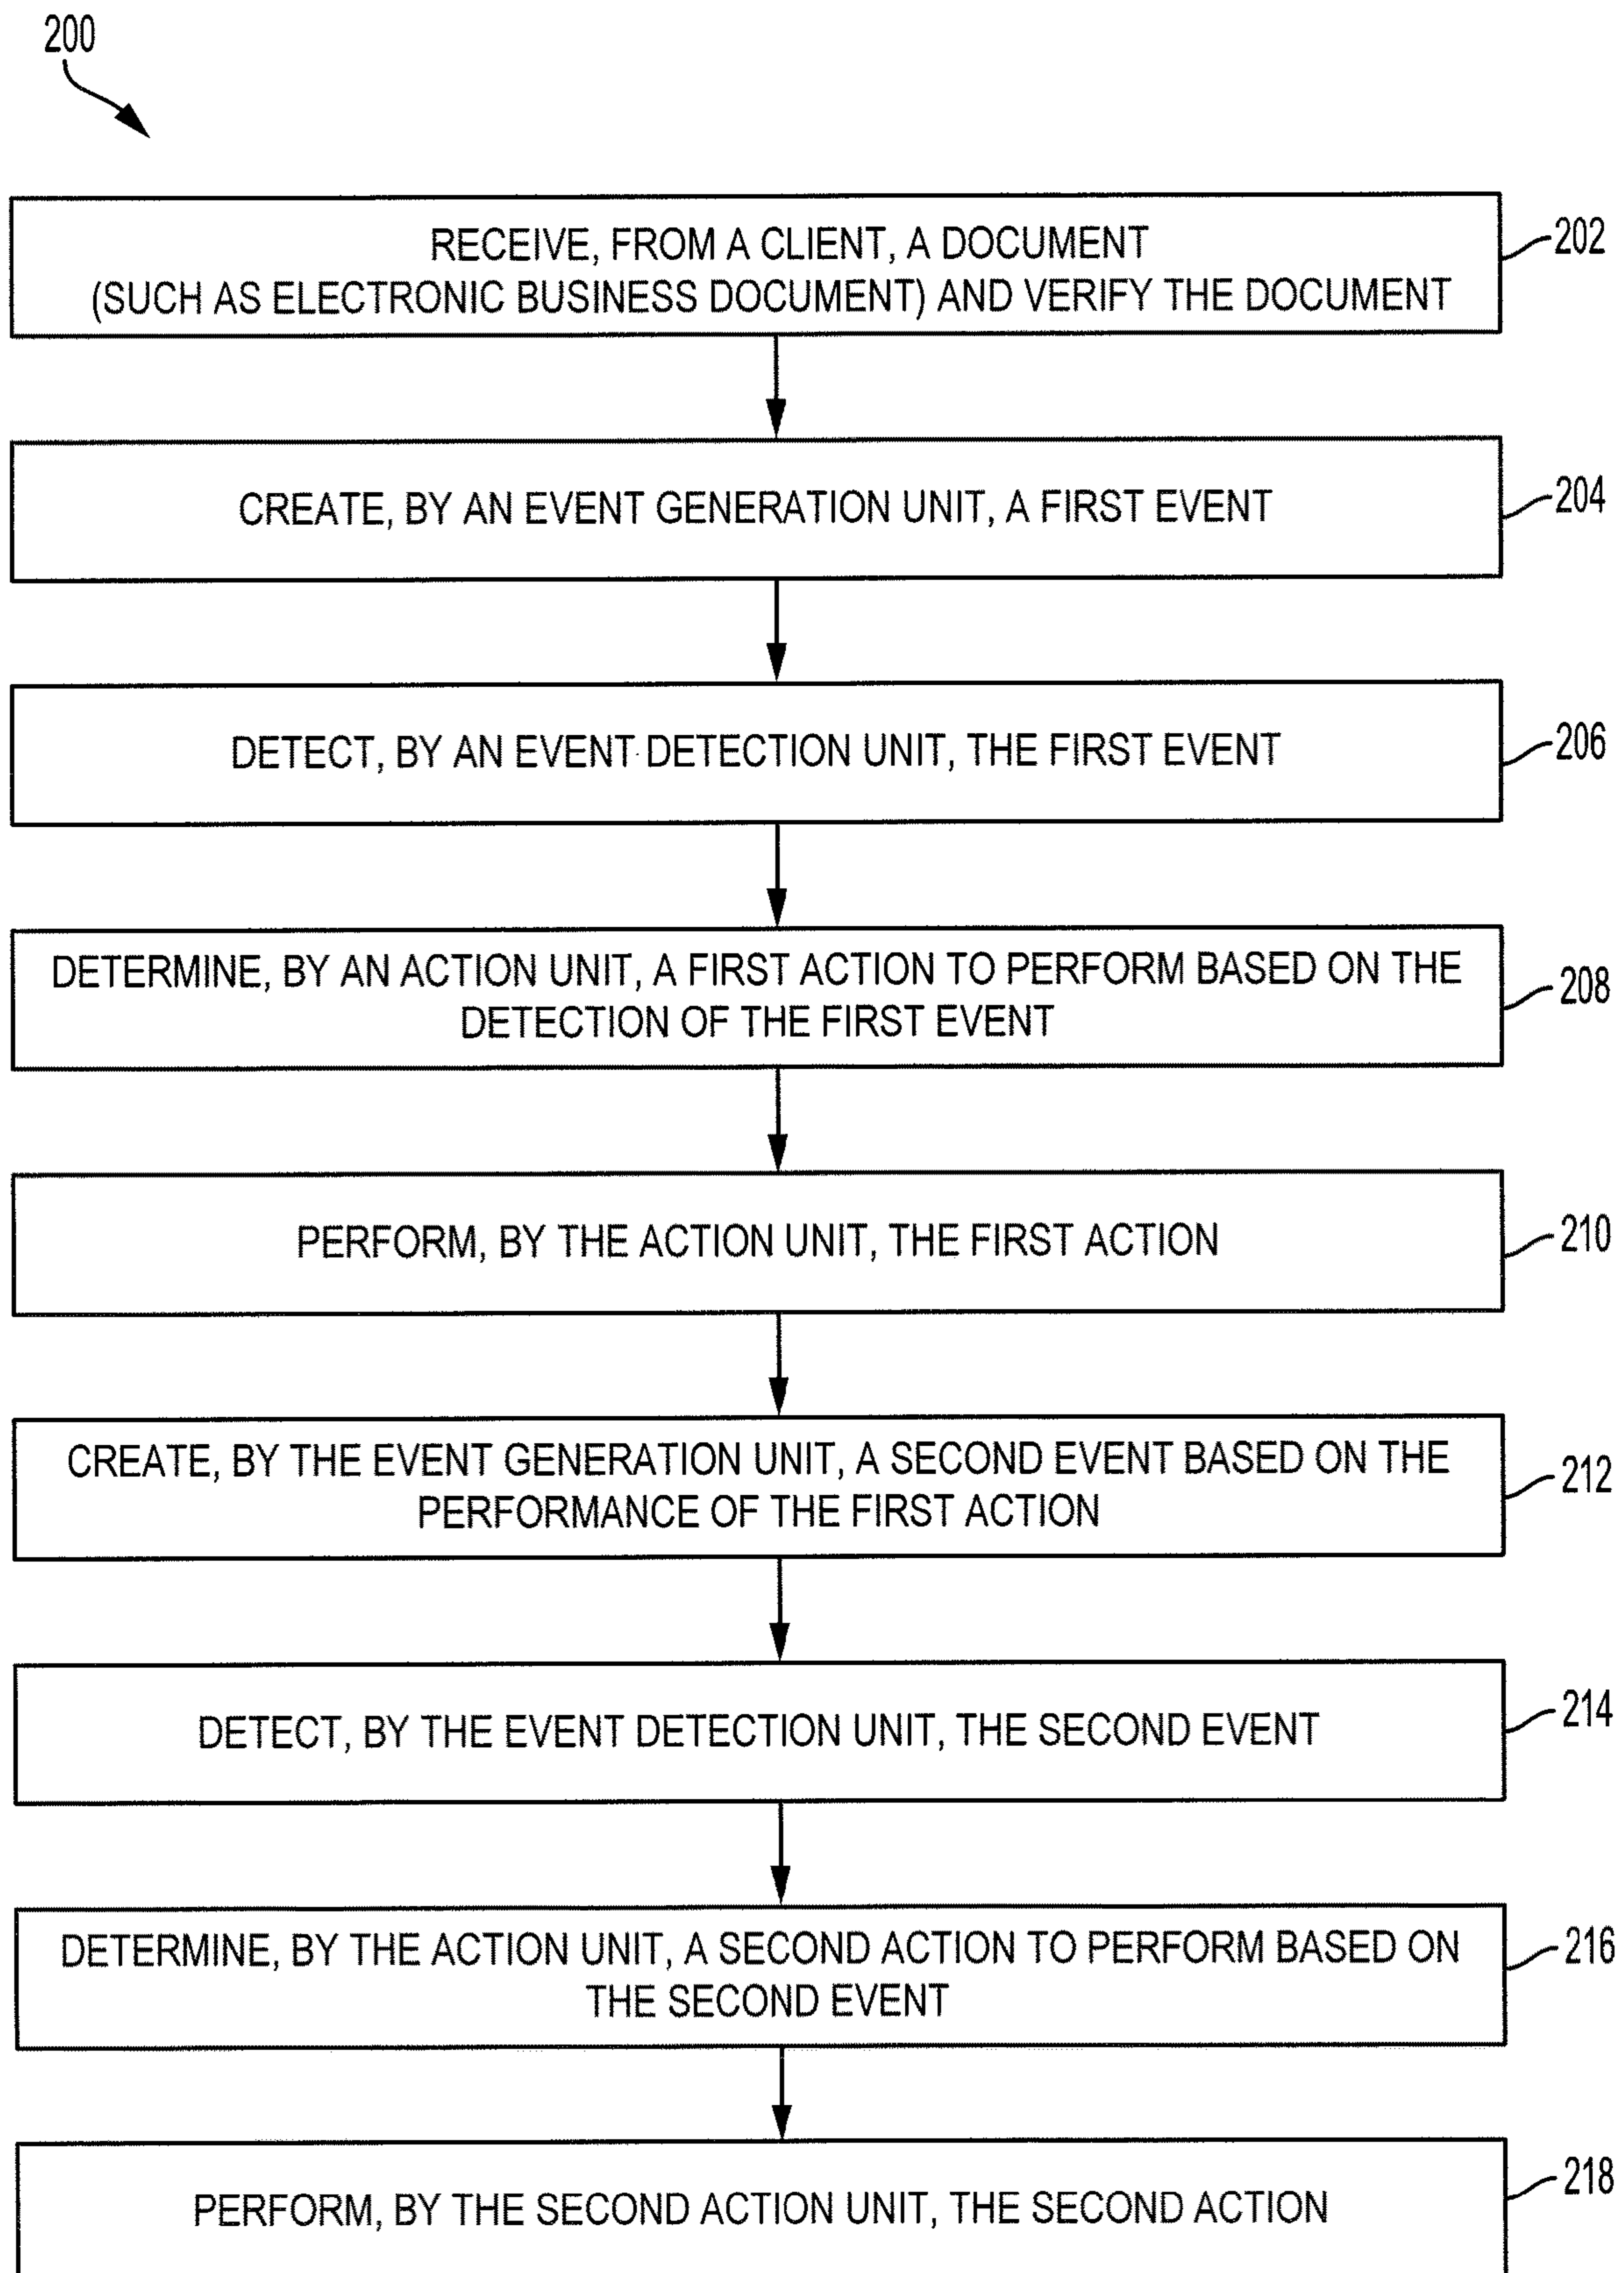 200
RECEIVE, FROM A CLIENT, A DOCUMENT
(SUCH AS ELECTRONIC BUSINESS DOCUMENT) AND VERIFY THE DOCUMENT
202
CREATE, BY AN EVENT GENERATION UNIT, A FIRST EVENT
204
DETECT, BY AN EVENT DETECTION UNIT, THE FIRST EVENT
206
DETERMINE, BY AN ACTION UNIT, A FIRST ACTION TO PERFORM BASED ON THE
DETECTION OF THE FIRST EVENT
208
PERFORM, BY THE ACTION UNIT, THE FIRST ACTION
210
CREATE, BY THE EVENT GENERATION UNIT, A SECOND EVENT BASED ON THE
PERFORMANCE OF THE FIRST ACTION
212
DETECT, BY THE EVENT DETECTION UNIT, THE SECOND EVENT
214
DETERMINE, BY THE ACTION UNIT, A SECOND ACTION TO PERFORM BASED ON
THE SECOND EVENT
216
PERFORM, BY THE SECOND ACTION UNIT, THE SECOND ACTION
218